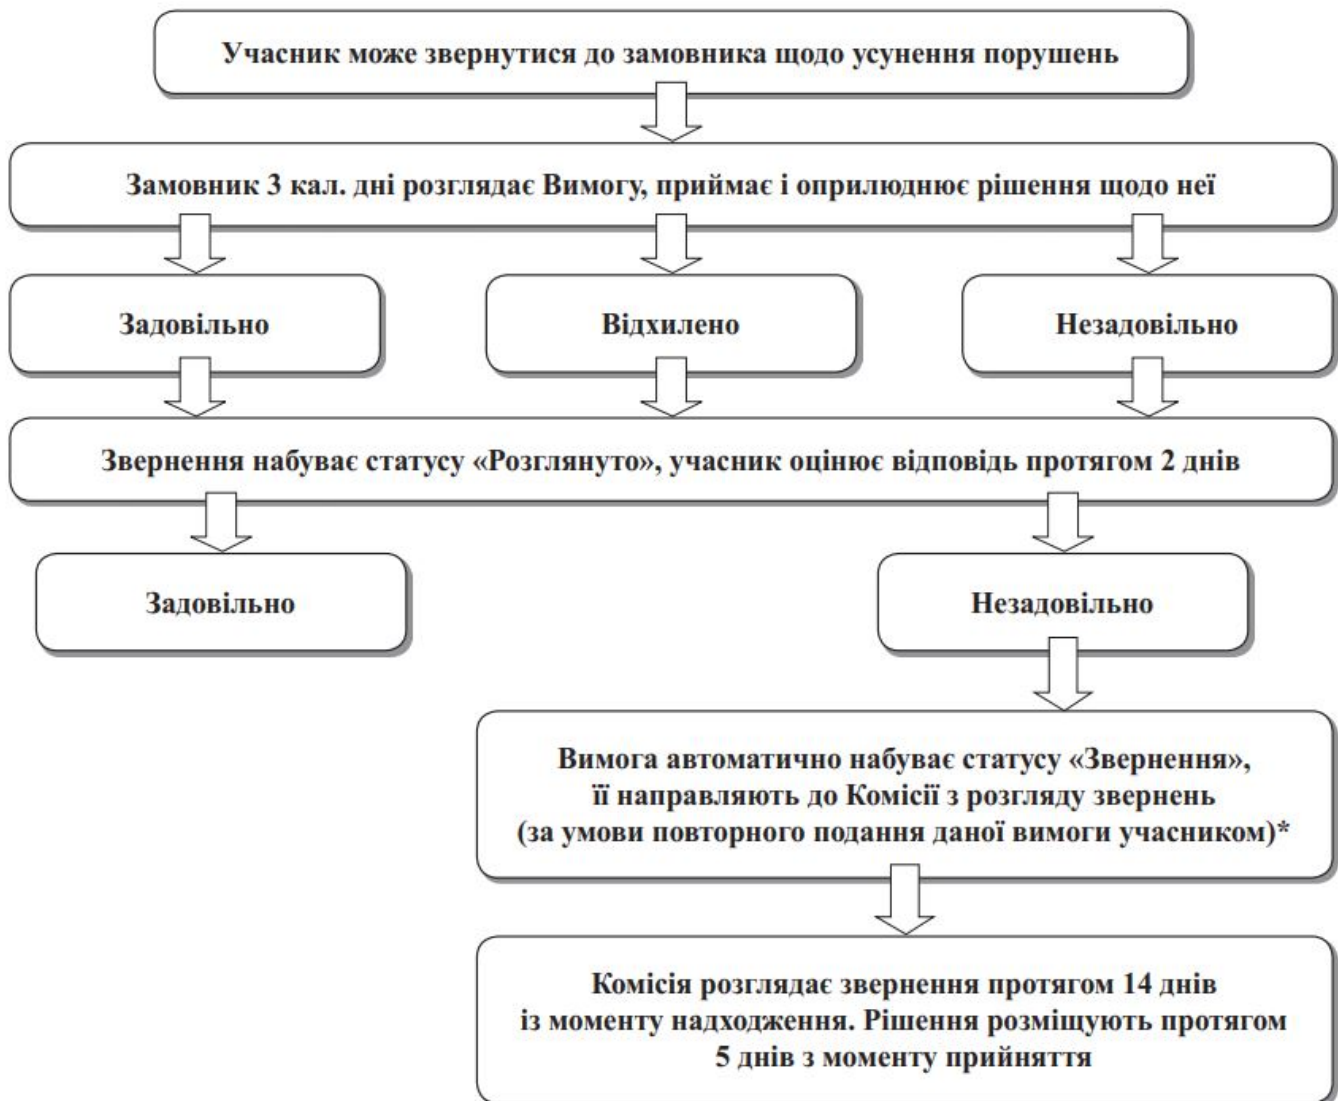 Учасник може звернутися до замовника щодо усунення порушень
Замовник 3 кал. дні розглядає Вимогу, приймає і оприлюднює рішення щодо неї
Задовільно
Відхилено
Незадовільно
Звернення набуває статусу «Розглянуто», учасник оцінює відповідь протягом 2 днів
Задовільно
Незадовільно
Вимога автоматично набуває статусу «Звернення»,
її направляють до Комісії з розгляду звернень
(за умови повторного подання даної вимоги учасником)*
Комісія розглядає звернення протягом 14 днів
із моменту надходження. Рішення розміщують протягом
5 днів з моменту прийняття